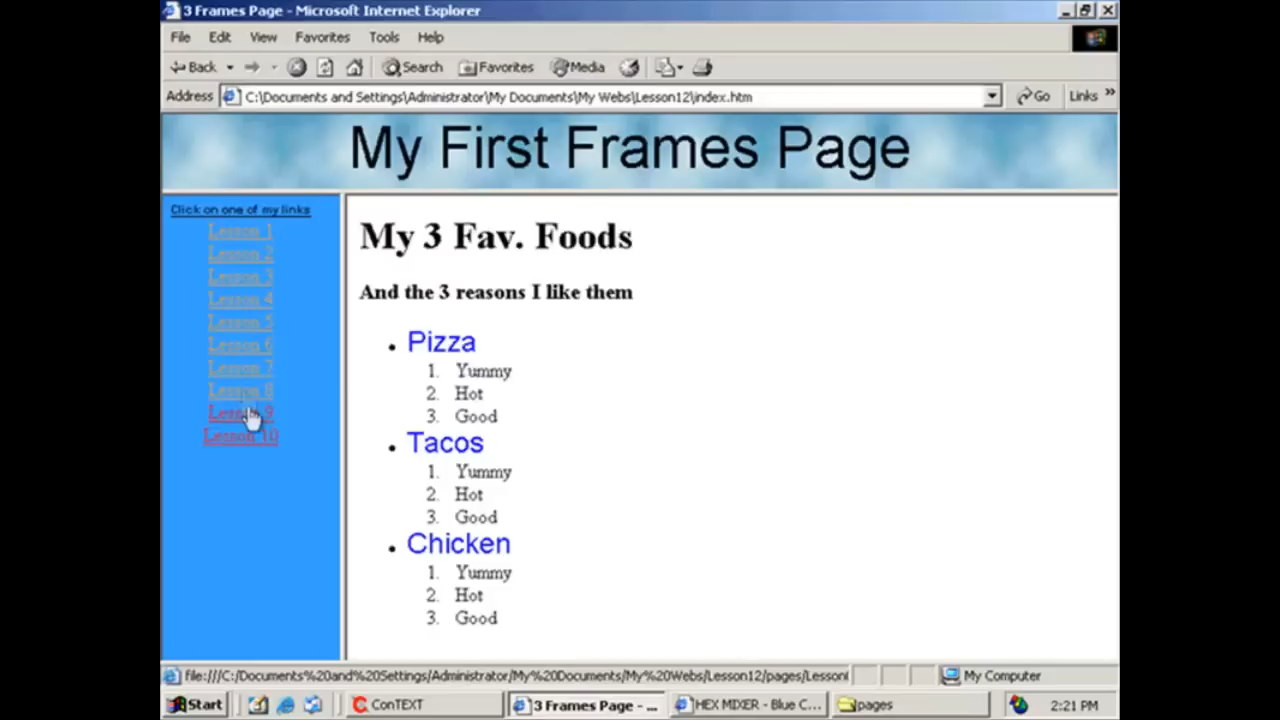 3 Frames Page - Microsoft Internet Explorer
File Edit View Favorites Tools Help
Back Search Favorites Media
Address C:\Documents and Settings\Administrator\My Documents\My Webs\Lesson12\index.htm Go Links »
My First Frames Page
Click on one of my links
Lesson 1
Lesson 2
Lesson 3
Lesson 4
Lesson 5
Lesson 6
Lesson 7
Lesson 8
Lesson 9
Lesson 10
My 3 Fav. Foods
And the 3 reasons I like them
• Pizza
1. Yummy
2. Hot
3. Good
• Tacos
1. Yummy
2. Hot
3. Good
• Chicken
1. Yummy
2. Hot
3. Good
file:///C:/Documents%20and%20Settings/Administrator/My%20Documents/My%20Webs/Lesson12/pages/Lesson My Computer
Start ConTEXT 3 Frames Page - ... HEX MIXER - Blue C... pages 2:21 PM